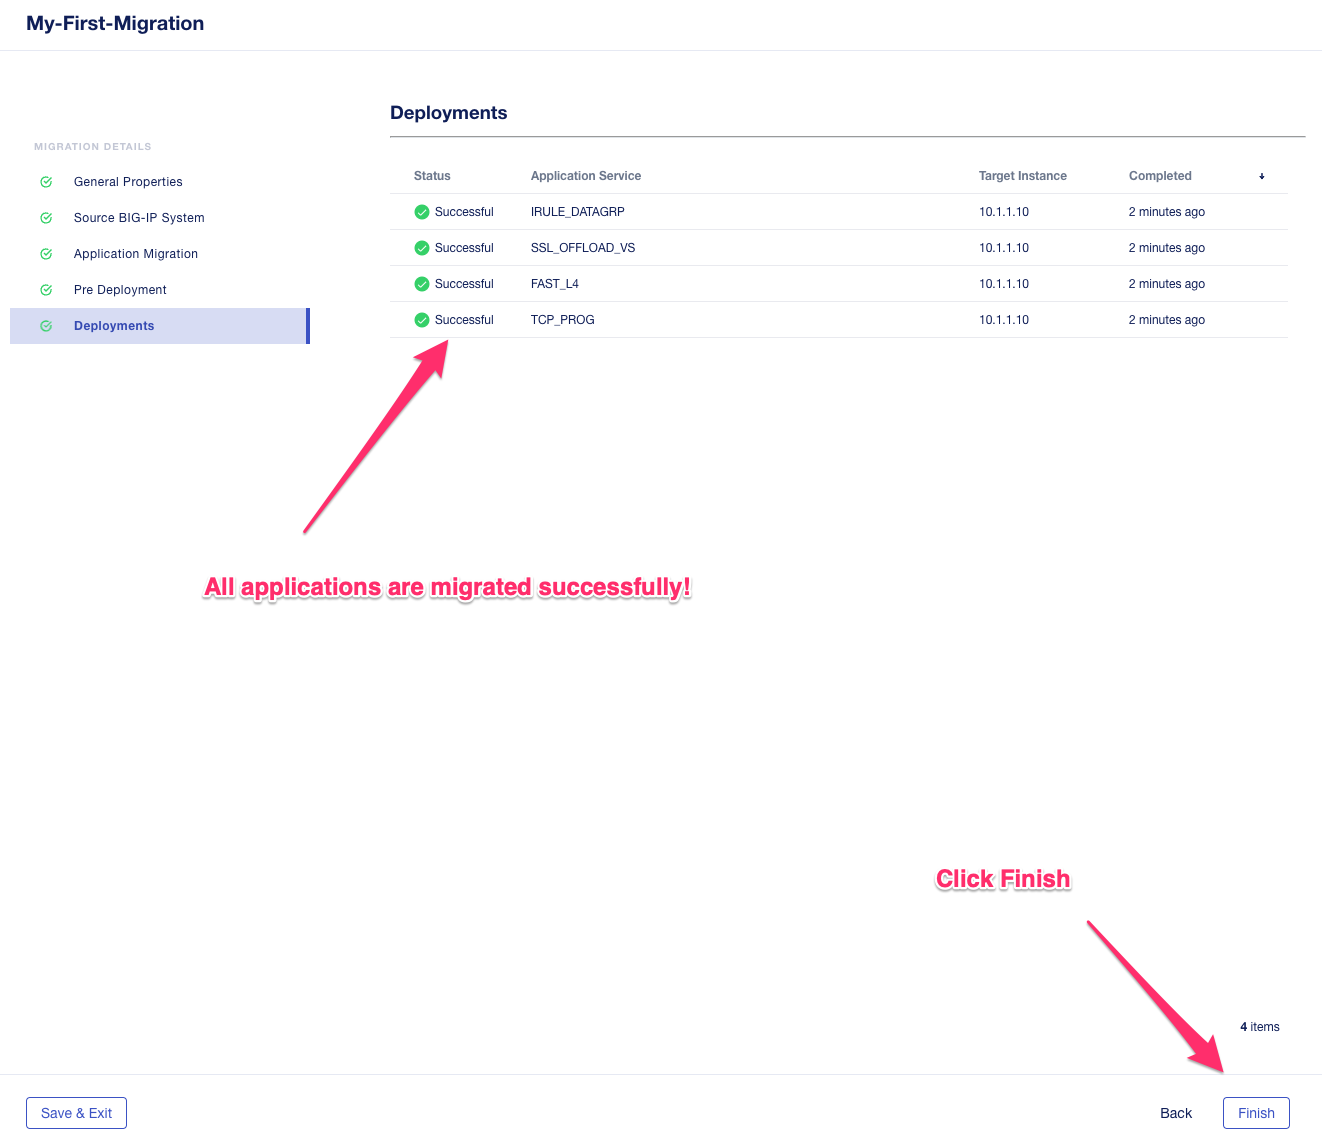 My-First-Migration
Deployments
MIGRATION DETAILS
General Properties
Source BIG-IP System
Application Migration
Pre Deployment
Deployments
Status Application Service Target Instance Completed
Successful IRULE_DATAGRP 10.1.1.10 2 minutes ago
Successful SSL_OFFLOAD_VS 10.1.1.10 2 minutes ago
Successful FAST_L4 10.1.1.10 2 minutes ago
Successful TCP_PROG 10.1.1.10 2 minutes ago
All applications are migrated successfully!
Click Finish
4 items
Save & Exit Back Finish